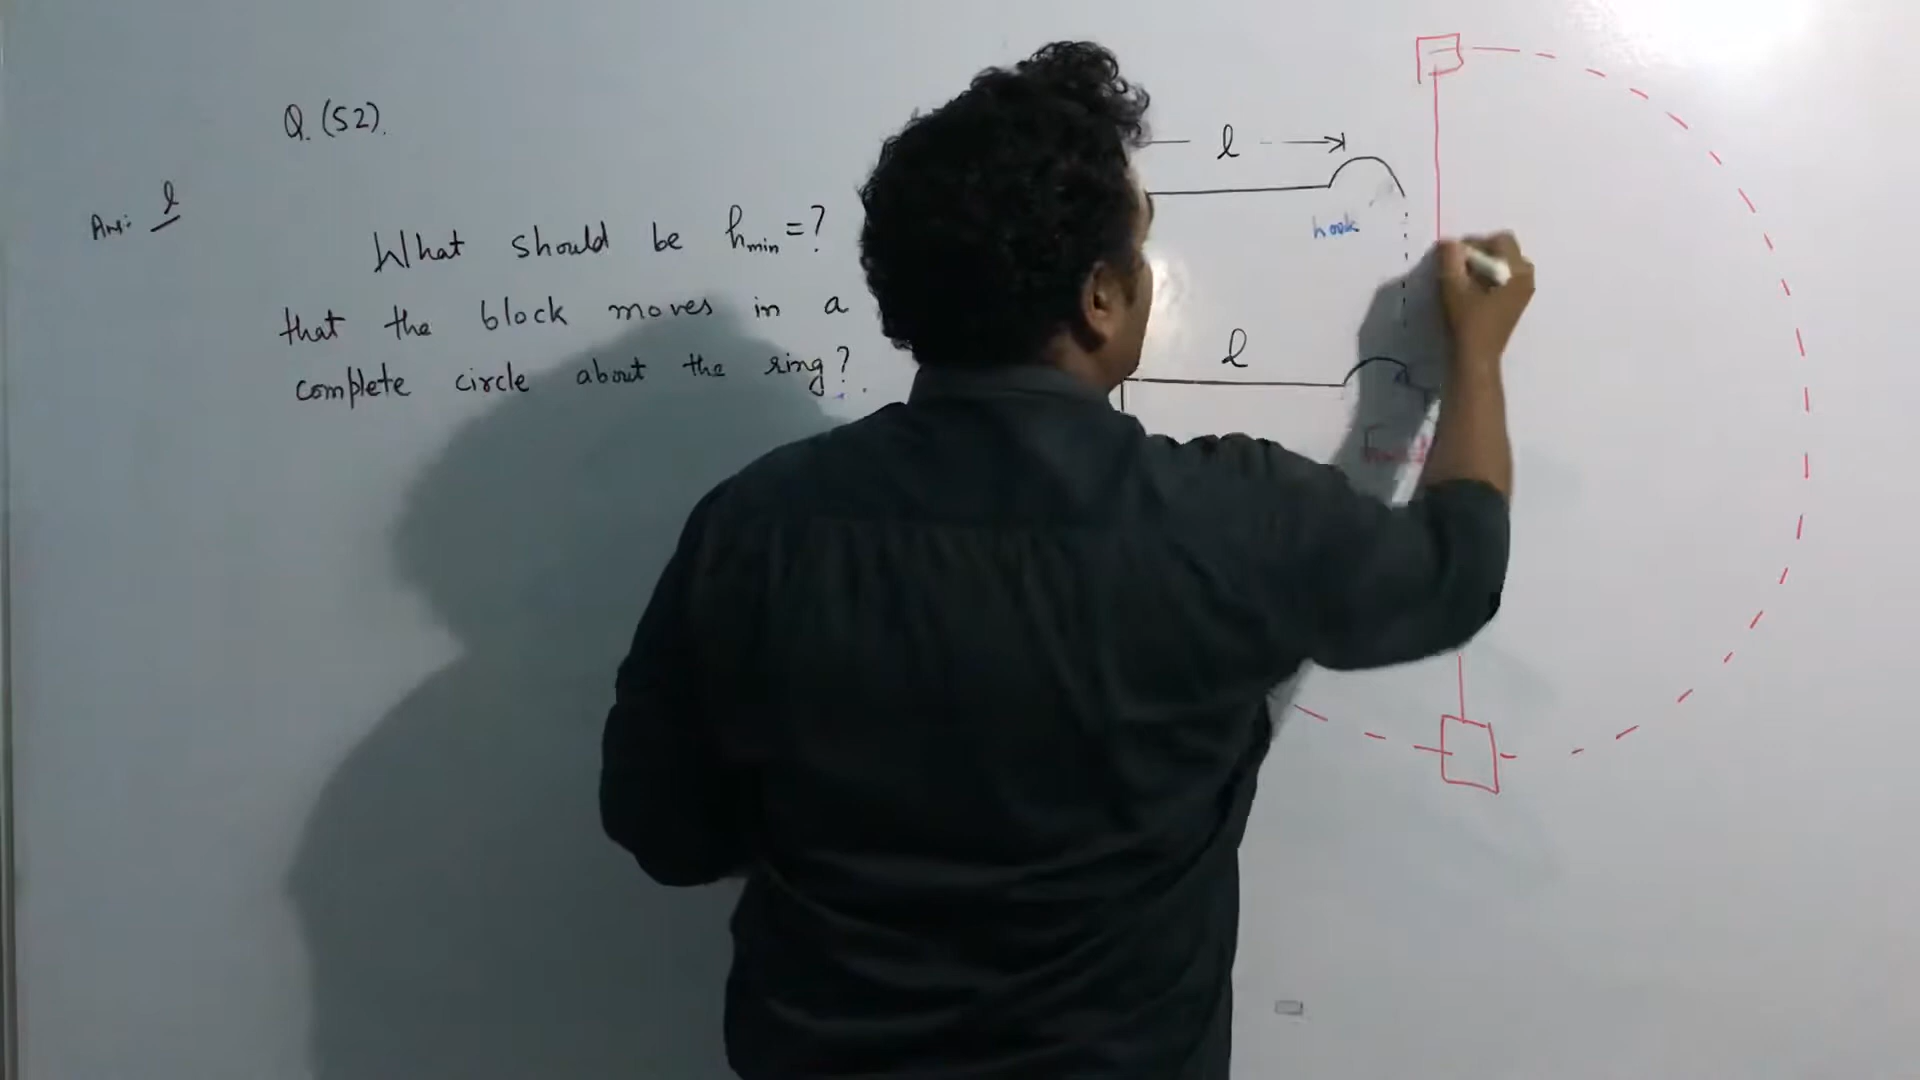 Q. (52).
Ans: l
What should be hmin = ?
that the block moves in a
complete circle about the ring?
l
hook
l